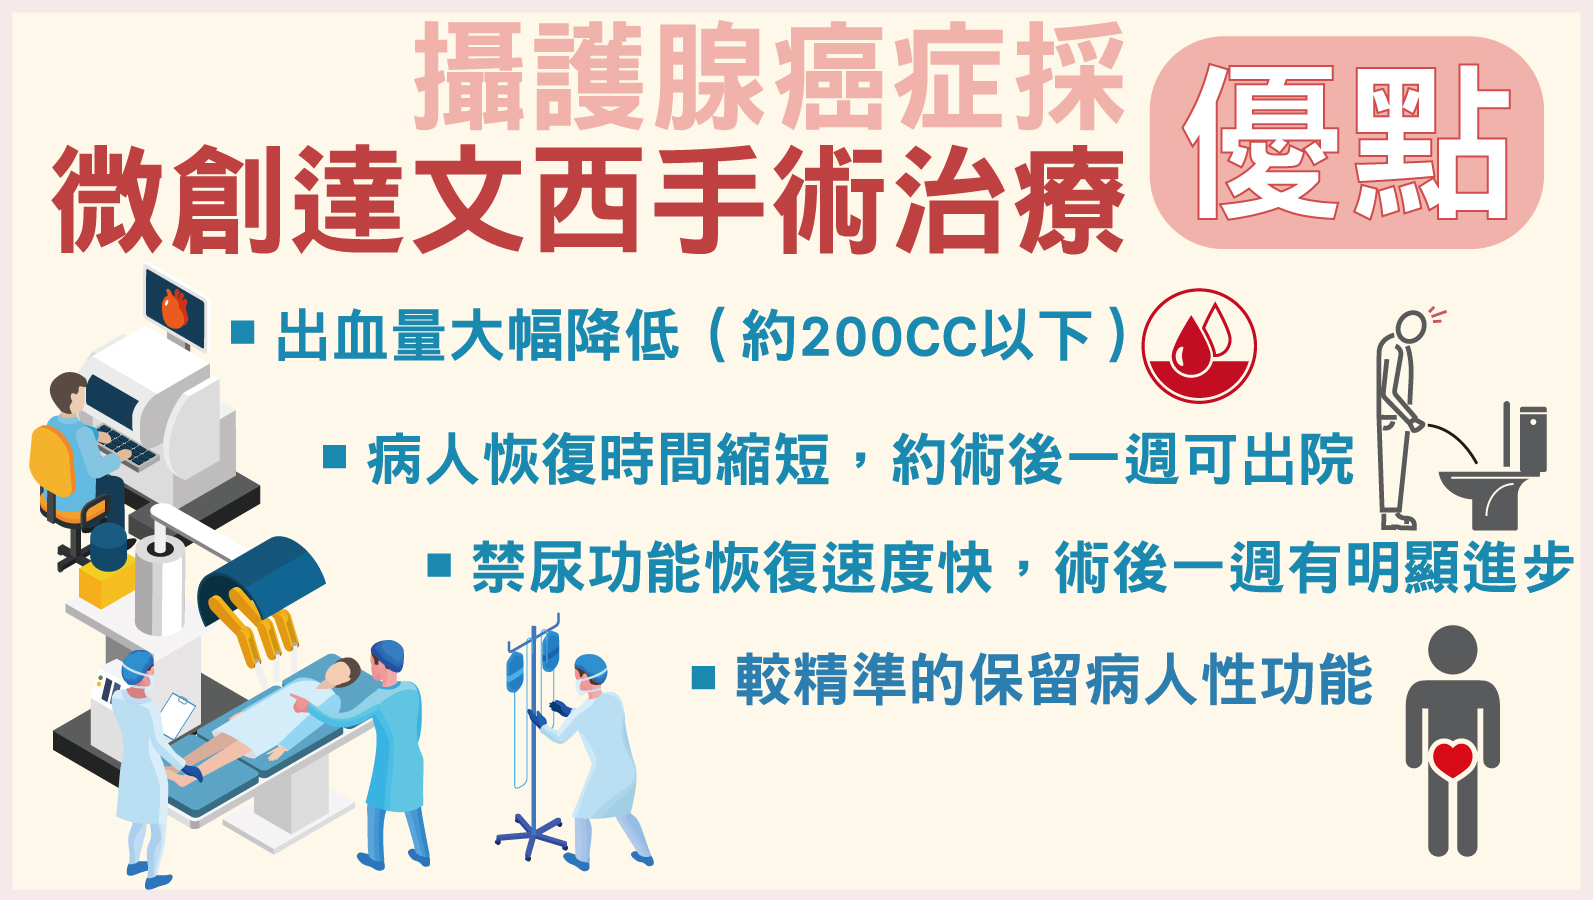 攝護腺癌症採
微創達文西手術治療
優點
■ 出血量大幅降低（約200CC以下）
■ 病人恢復時間縮短，約術後一週可出院
■ 禁尿功能恢復速度快，術後一週有明顯進步
■ 較精準的保留病人性功能